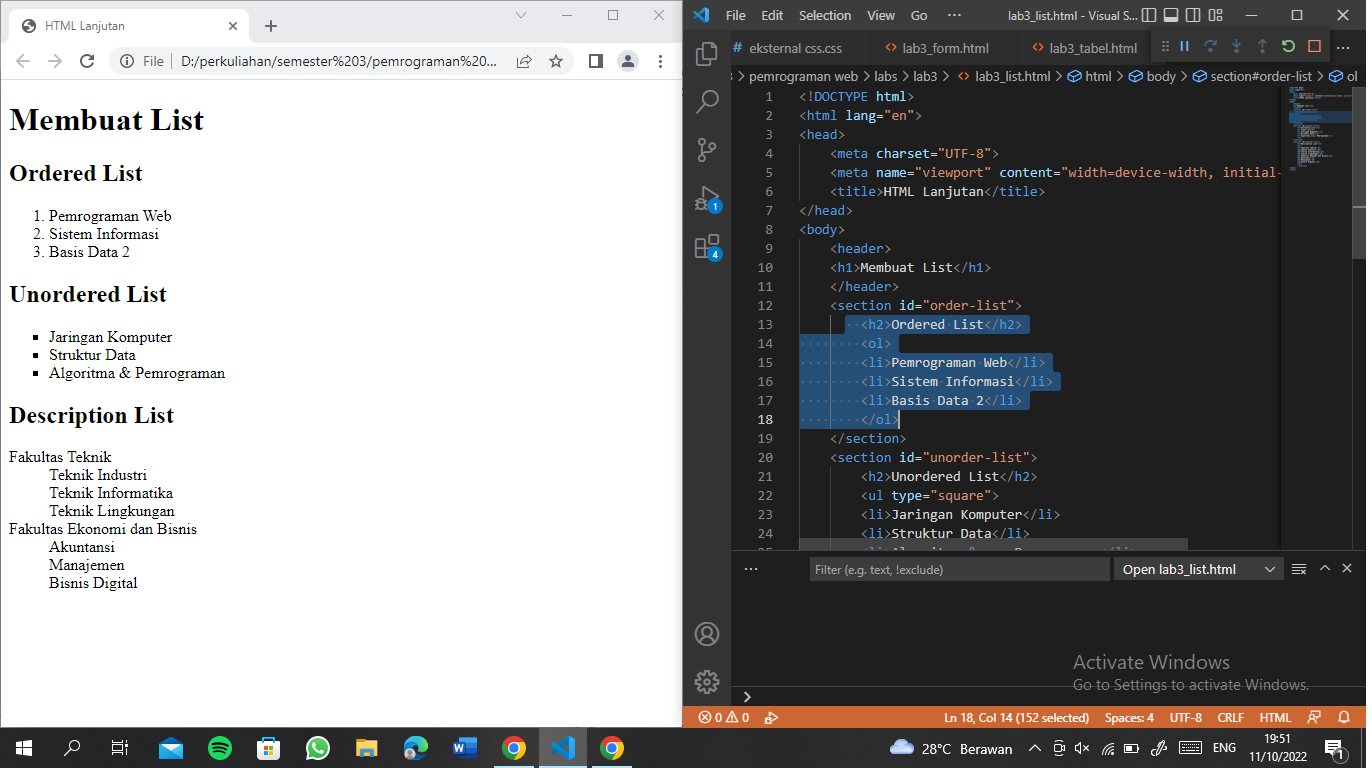 HTML Lanjutan
File D:/perkuliahan/semester%203/pemrograman%20...
Membuat List
Ordered List
1. Pemrograman Web
2. Sistem Informasi
3. Basis Data 2
Unordered List
Jaringan Komputer
Struktur Data
Algoritma & Pemrograman
Description List
Fakultas Teknik
Teknik Industri
Teknik Informatika
Teknik Lingkungan
Fakultas Ekonomi dan Bisnis
Akuntansi
Manajemen
Bisnis Digital
File Edit Selection View Go ··· lab3_list.html - Visual S...
# eksternal css.css <> lab3_form.html <> lab3_tabel.html ···
> pemrograman web > labs > lab3 > <> lab3_list.html > html > body > section#order-list > ol
1 <!DOCTYPE html>
2 <html lang="en">
3 <head>
4 <meta charset="UTF-8">
5 <meta name="viewport" content="width=device-width, initial-
6 <title>HTML Lanjutan</title>
7 </head>
8 <body>
9 <header>
10 <h1>Membuat List</h1>
11 </header>
12 <section id="order-list">
13 <h2>Ordered List</h2>
14 <ol>
15 <li>Pemrograman Web</li>
16 <li>Sistem Informasi</li>
17 <li>Basis Data 2</li>
18 </ol>
19 </section>
20 <section id="unorder-list">
21 <h2>Unordered List</h2>
22 <ul type="square">
23 <li>Jaringan Komputer</li>
24 <li>Struktur Data</li>
1
4
··· Filter (e.g. text, !exclude) Open lab3_list.html
Activate Windows
Go to Settings to activate Windows.
0 0 Ln 18, Col 14 (152 selected) Spaces: 4 UTF-8 CRLF HTML
28°C Berawan ENG 19:51
11/10/2022
1